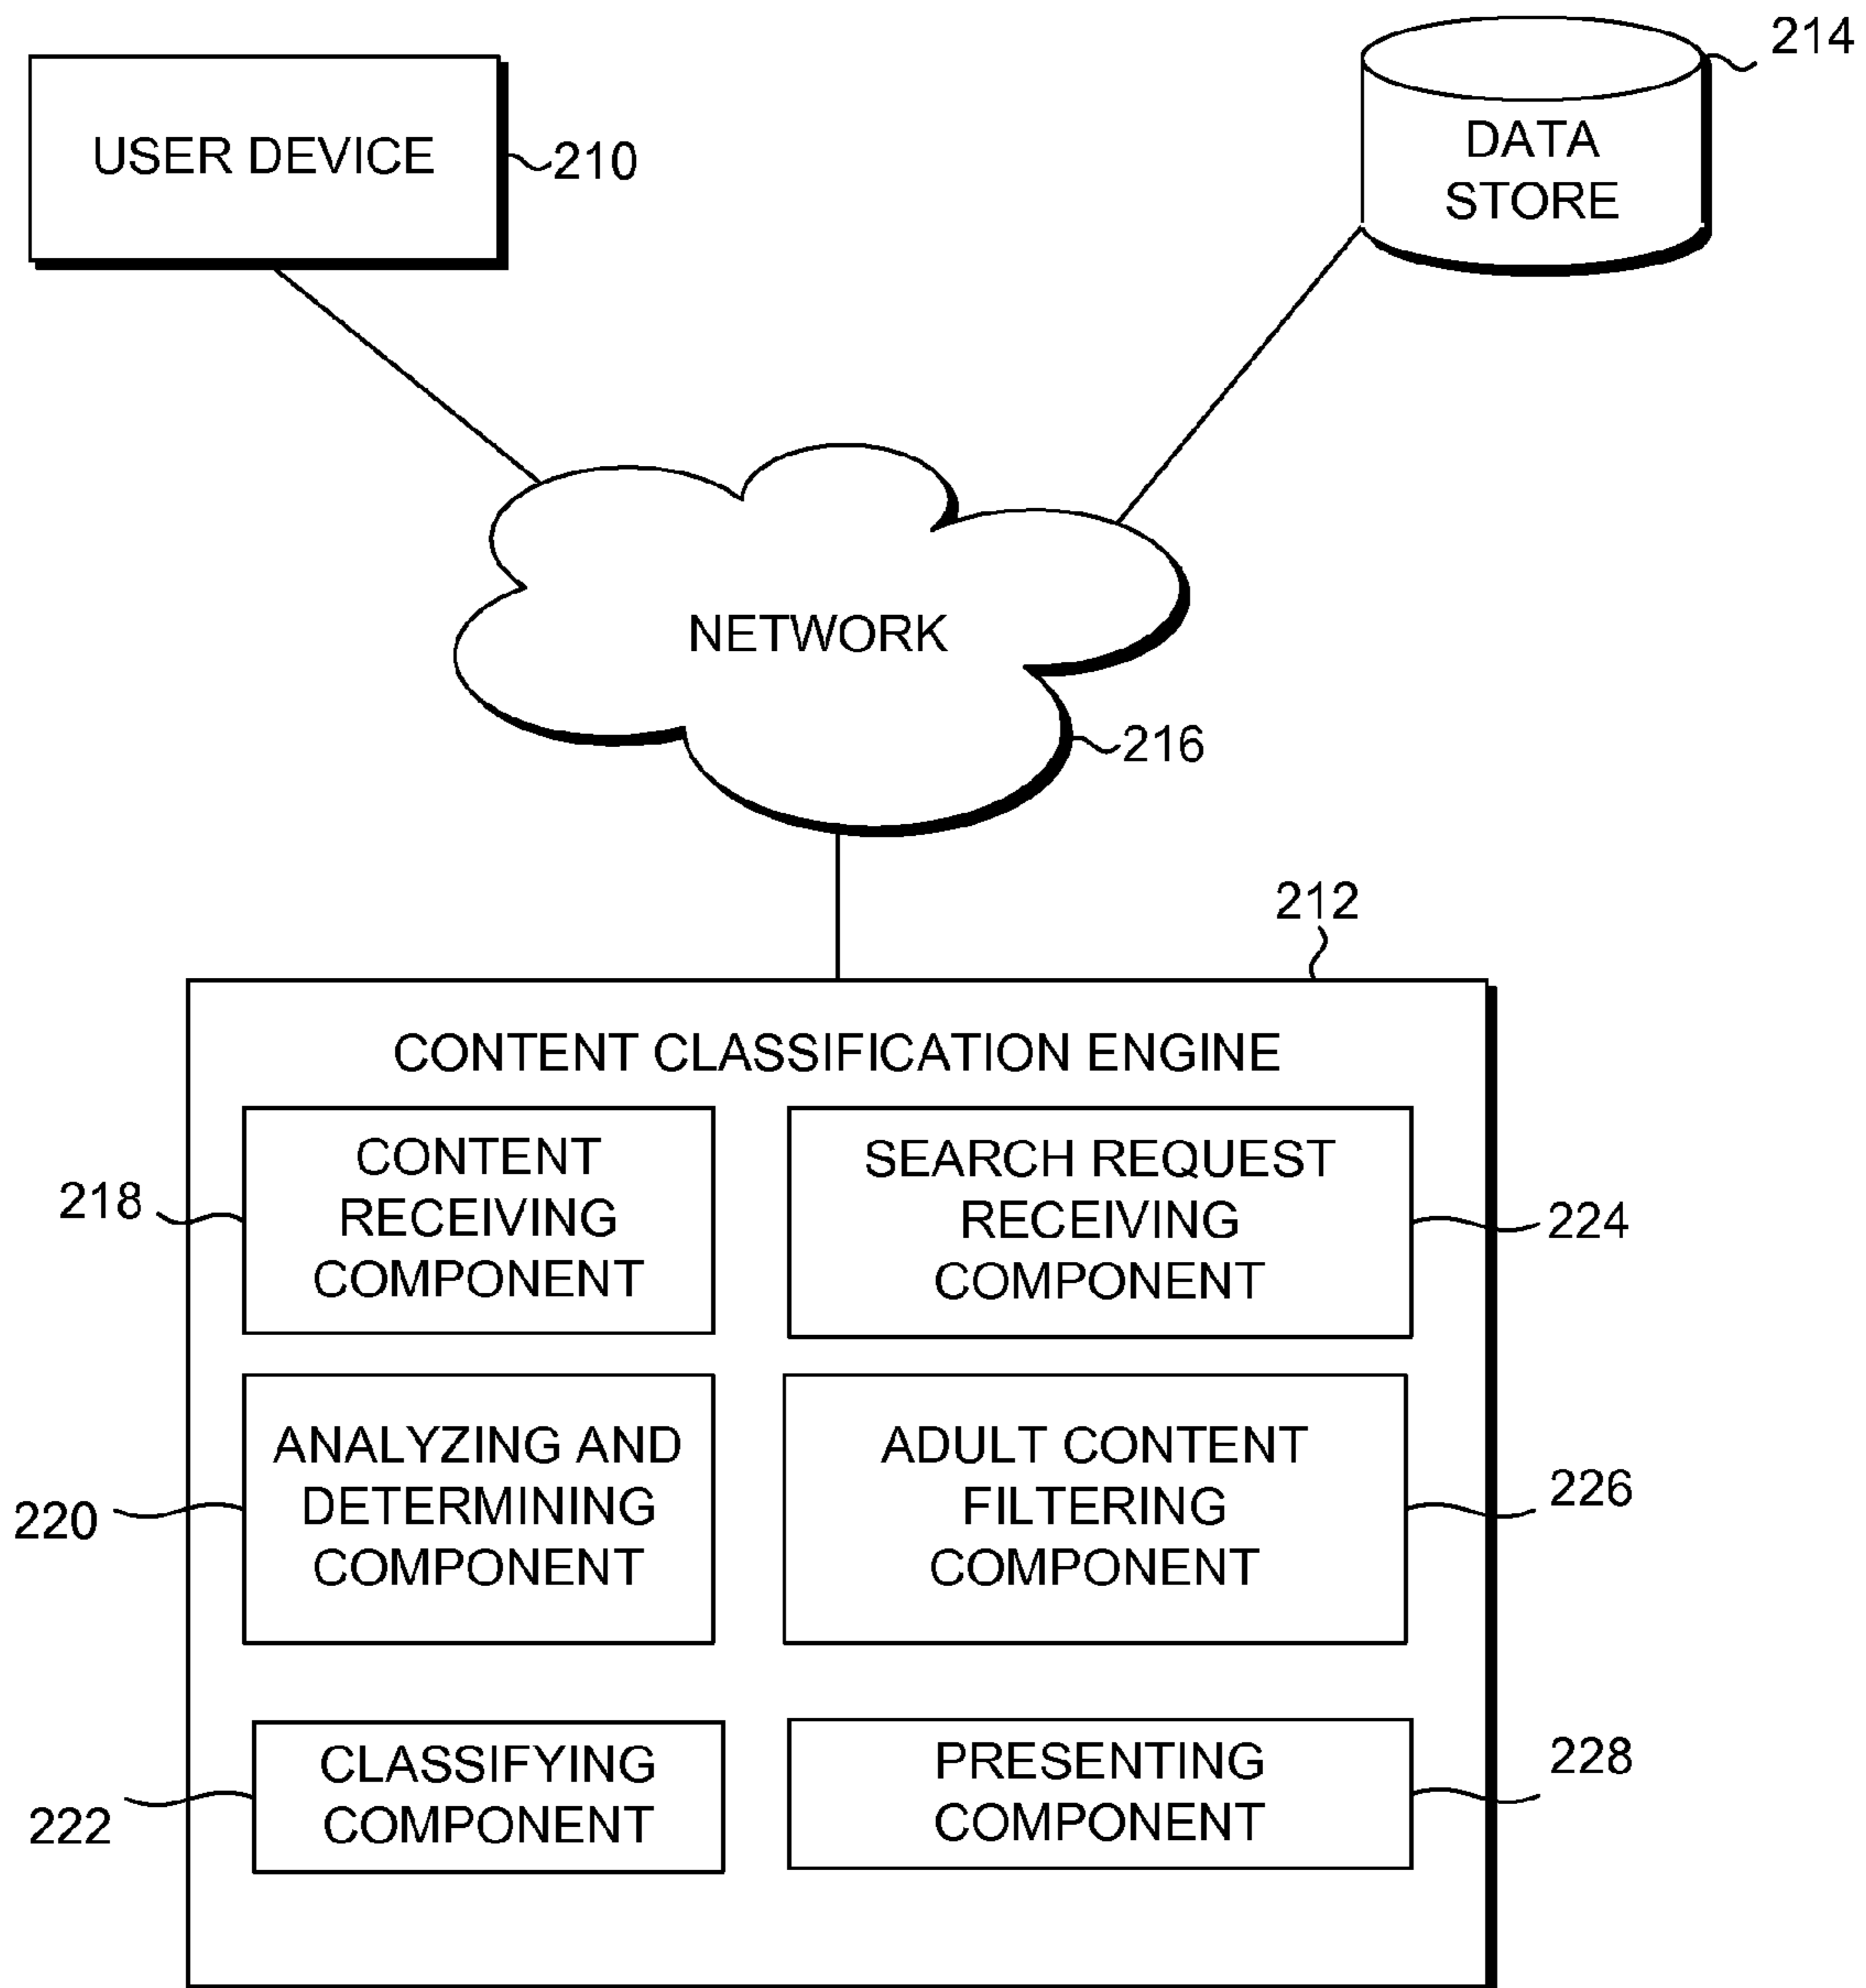 214
USER DEVICE
210
DATA
STORE
NETWORK
216
212
CONTENT CLASSIFICATION ENGINE
218
CONTENT
RECEIVING
COMPONENT
SEARCH REQUEST
RECEIVING
COMPONENT
224
220
ANALYZING AND
DETERMINING
COMPONENT
ADULT CONTENT
FILTERING
COMPONENT
226
222
CLASSIFYING
COMPONENT
PRESENTING
COMPONENT
228